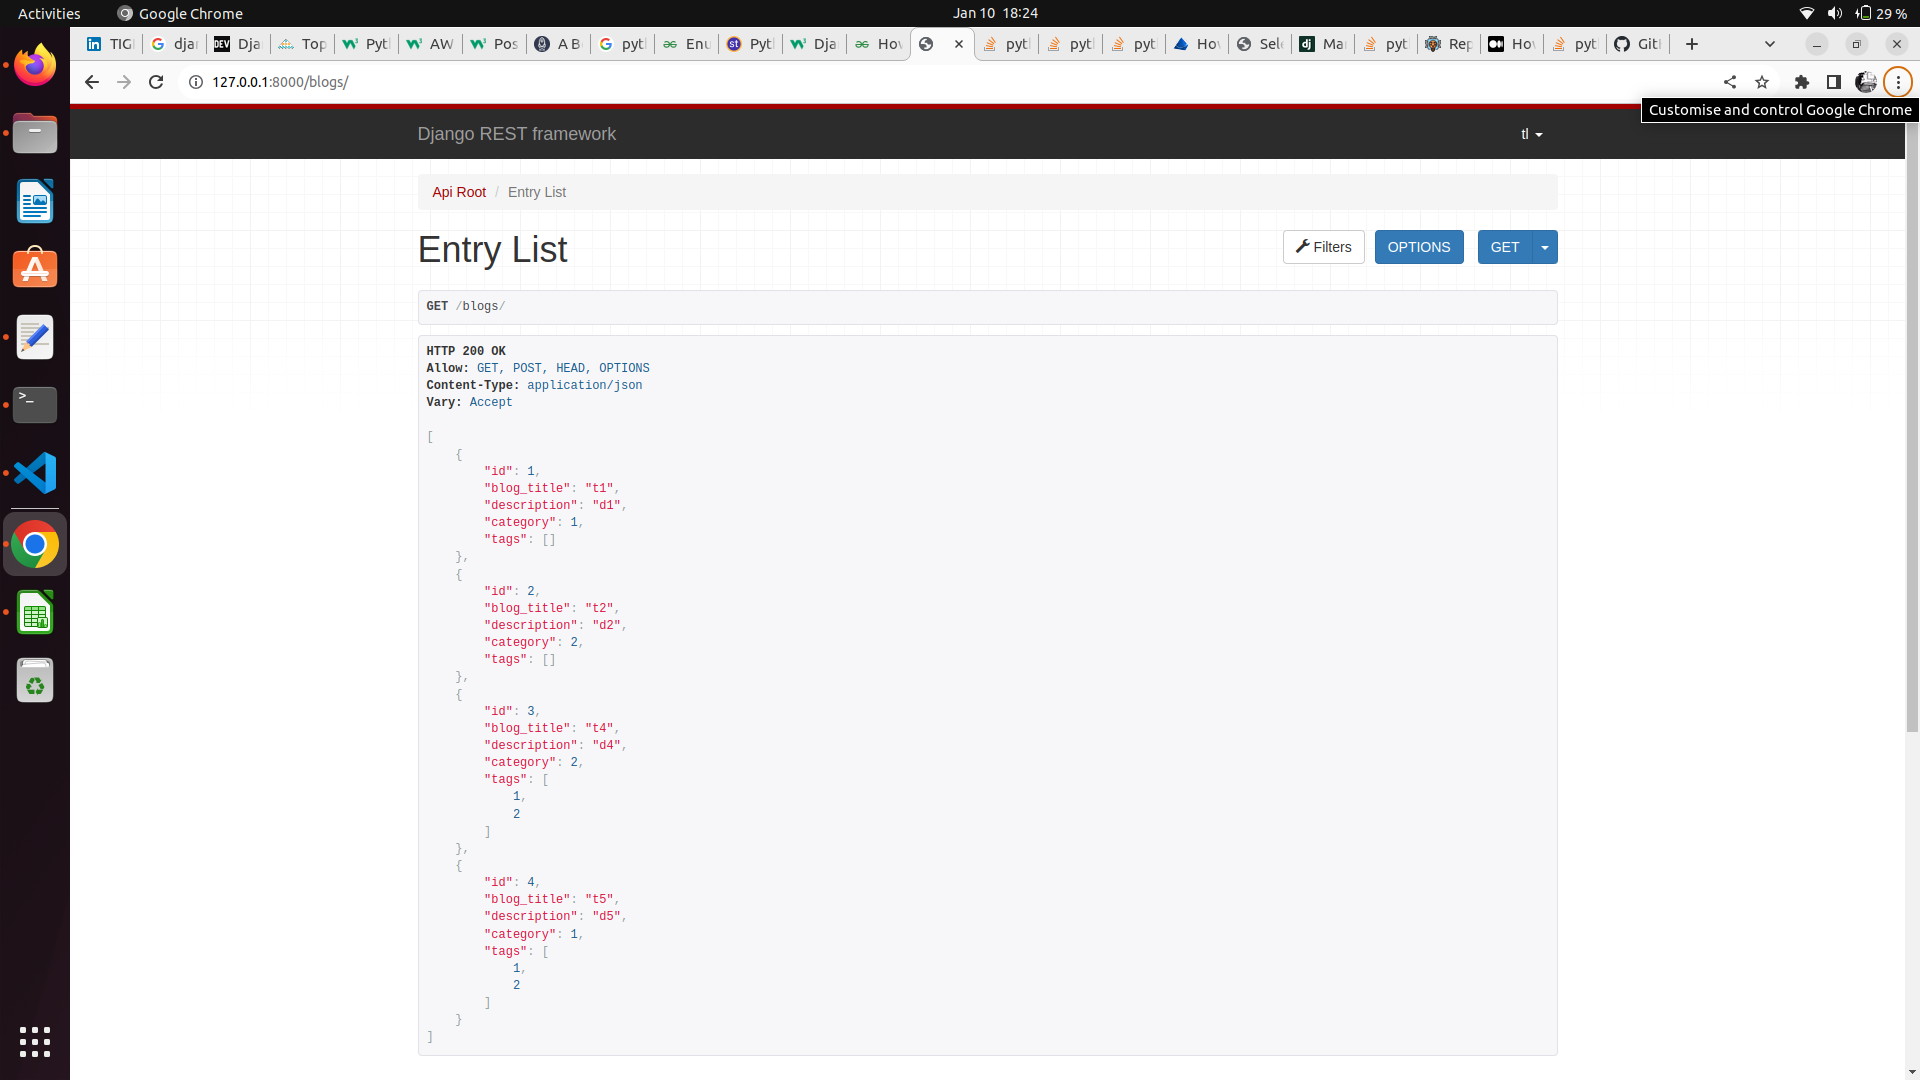 Activities
Google Chrome
Jan 10 18:24
29 %
TIG
djan
Dja
Top
Pyt
AW
Pos
A B
pyt
Enu
Pyt
Dja
Hov
pyt
pyt
pyt
Hov
Sele
Ma
pyt
Rep
Hov
pyt
Git
127.0.0.1:8000/blogs/
Customise and control Google Chrome
Django REST framework
tl
Api Root / Entry List
Entry List
Filters
OPTIONS
GET
GET /blogs/
HTTP 200 OK
Allow: GET, POST, HEAD, OPTIONS
Content-Type: application/json
Vary: Accept
[
{
"id": 1,
"blog_title": "t1",
"description": "d1",
"category": 1,
"tags": []
},
{
"id": 2,
"blog_title": "t2",
"description": "d2",
"category": 2,
"tags": []
},
{
"id": 3,
"blog_title": "t4",
"description": "d4",
"category": 2,
"tags": [
1,
2
]
},
{
"id": 4,
"blog_title": "t5",
"description": "d5",
"category": 1,
"tags": [
1,
2
]
}
]